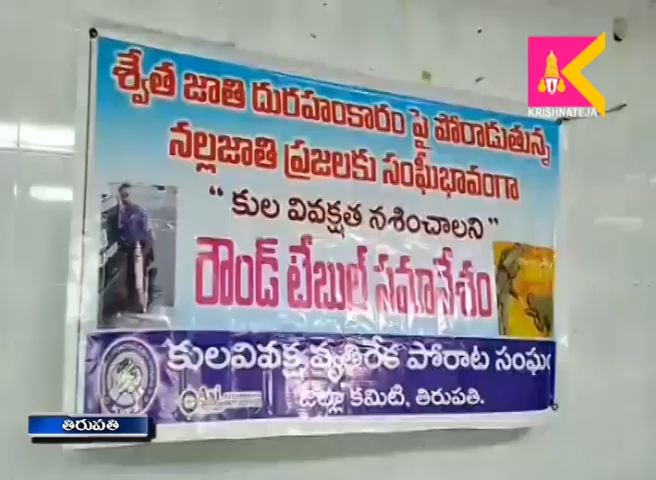 KRISHNATEJA
శ్వేత జాతి దురహంకారం పై పోరాడుతున్న
నల్లజాతి ప్రజలకు సంఘీభావంగా
“కుల వివక్షత నశించాలని”
రౌండ్ టేబుల్ సమావేశం
కులవివక్ష వ్యతిరేక పోరాట సంఘం
జిల్లా కమిటి, తిరుపతి.
తిరుపతి